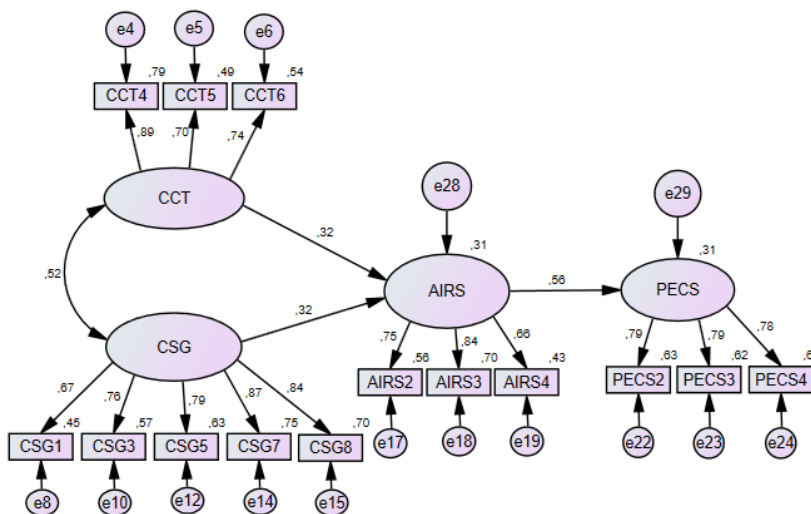 e4 e5 e6
,79 ,49 ,54
CCT4 CCT5 CCT6
,89 ,70 ,74
CCT
e28 e29
,52
,32
,31 ,31
AIRS ,56 PECS
,32
CSG
,75 ,84 ,66
,79 ,79 ,78
,56 ,70 ,43
AIRS2 AIRS3 AIRS4
,63 ,62
PECS2 PECS3 PECS4
,67 ,76 ,79 ,87 ,84
,45 ,57 ,63 ,75 ,70
CSG1 CSG3 CSG5 CSG7 CSG8
e17 e18 e19
e22 e23 e24
e8 e10 e12 e14 e15